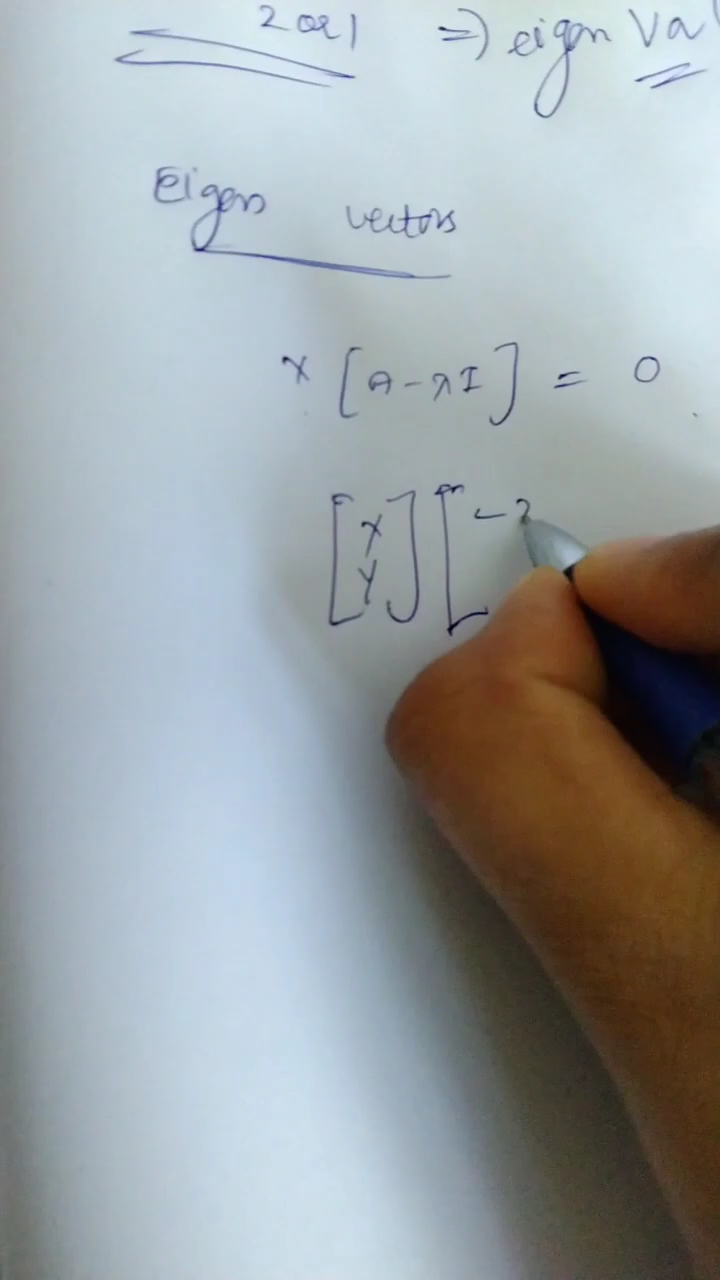 2 or 1 => eigen Va
Eigen vectors
x [A - λI] = 0
[x y] [-